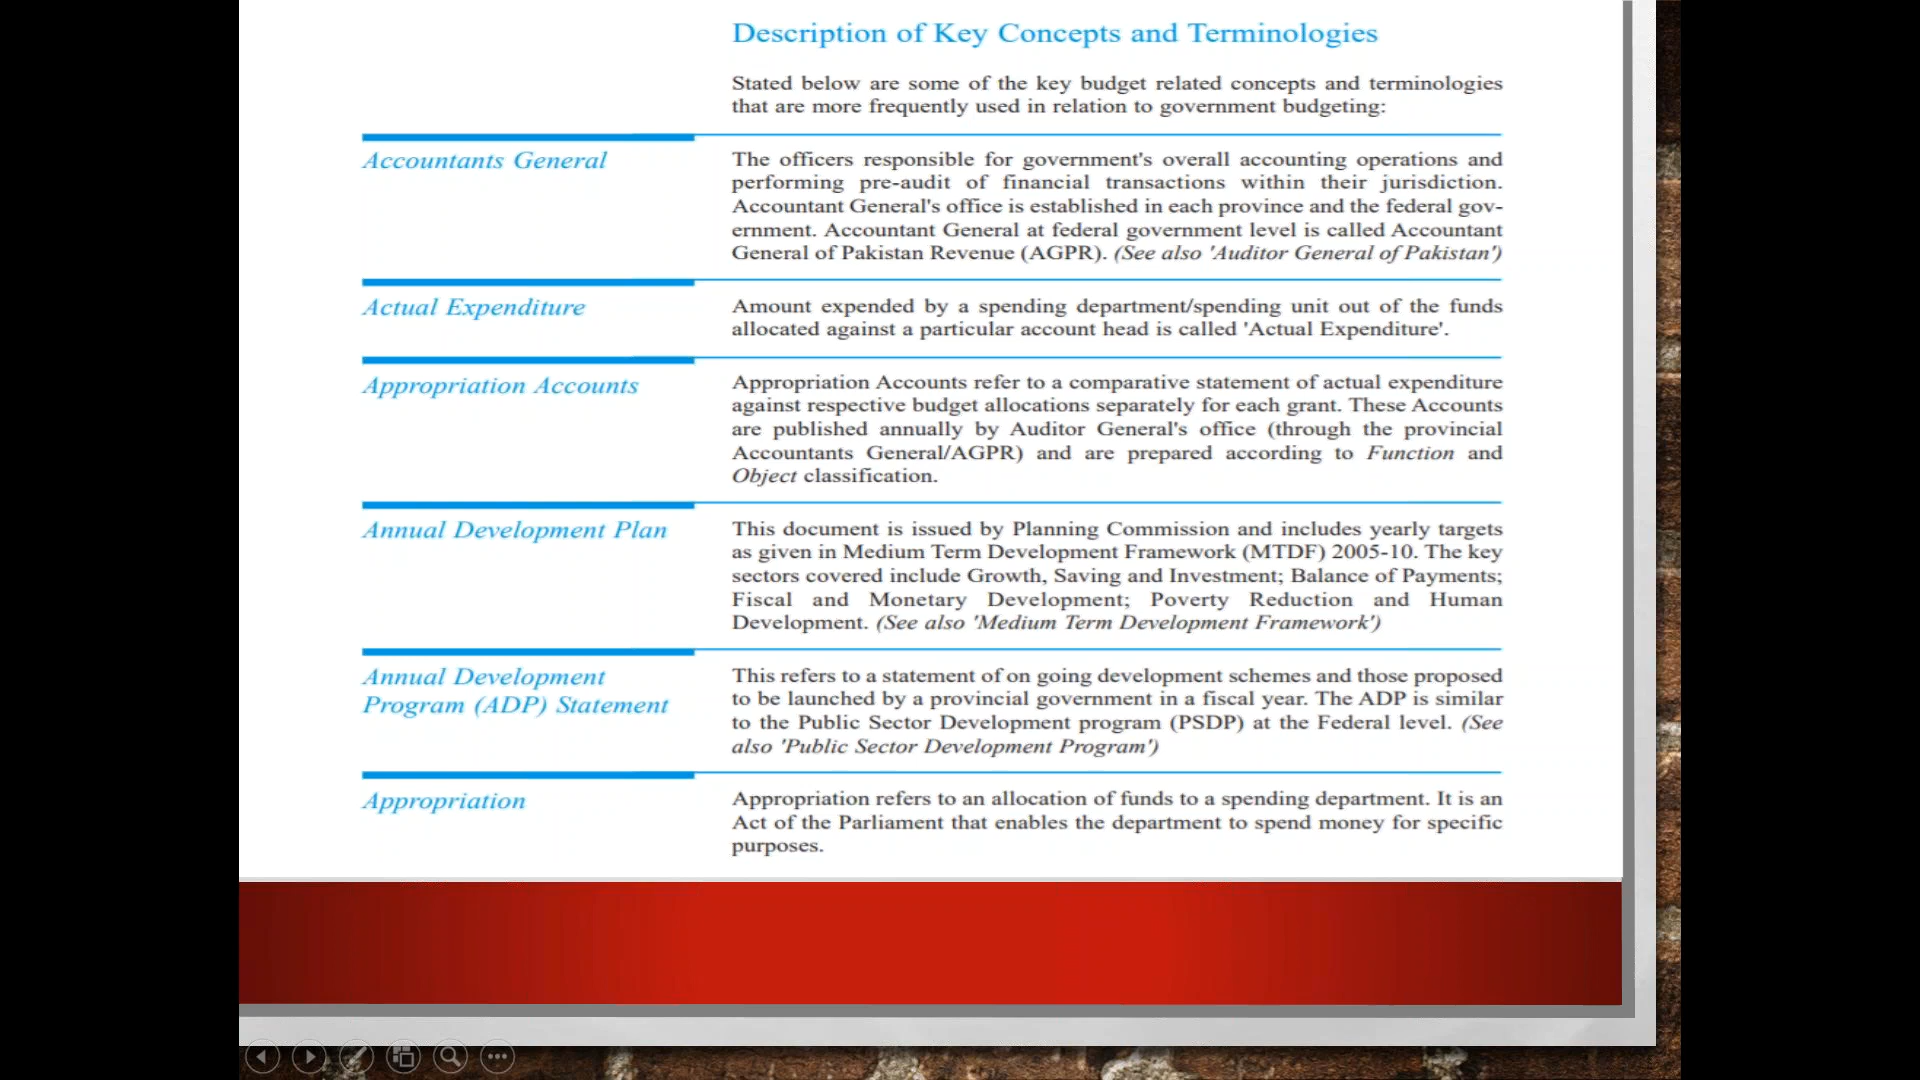 Description of Key Concepts and Terminologies
Stated below are some of the key budget related concepts and terminologies
that are more frequently used in relation to government budgeting:
Accountants General
The officers responsible for government's overall accounting operations and
performing pre-audit of financial transactions within their jurisdiction.
Accountant General's office is established in each province and the federal gov-
ernment. Accountant General at federal government level is called Accountant
General of Pakistan Revenue (AGPR). (See also 'Auditor General of Pakistan')
Actual Expenditure
Amount expended by a spending department/spending unit out of the funds
allocated against a particular account head is called 'Actual Expenditure'.
Appropriation Accounts
Appropriation Accounts refer to a comparative statement of actual expenditure
against respective budget allocations separately for each grant. These Accounts
are published annually by Auditor General's office (through the provincial
Accountants General/AGPR) and are prepared according to Function and
Object classification.
Annual Development Plan
This document is issued by Planning Commission and includes yearly targets
as given in Medium Term Development Framework (MTDF) 2005-10. The key
sectors covered include Growth, Saving and Investment; Balance of Payments;
Fiscal and Monetary Development; Poverty Reduction and Human
Development. (See also 'Medium Term Development Framework')
Annual Development
Program (ADP) Statement
This refers to a statement of on going development schemes and those proposed
to be launched by a provincial government in a fiscal year. The ADP is similar
to the Public Sector Development program (PSDP) at the Federal level. (See
also 'Public Sector Development Program')
Appropriation
Appropriation refers to an allocation of funds to a spending department. It is an
Act of the Parliament that enables the department to spend money for specific
purposes.